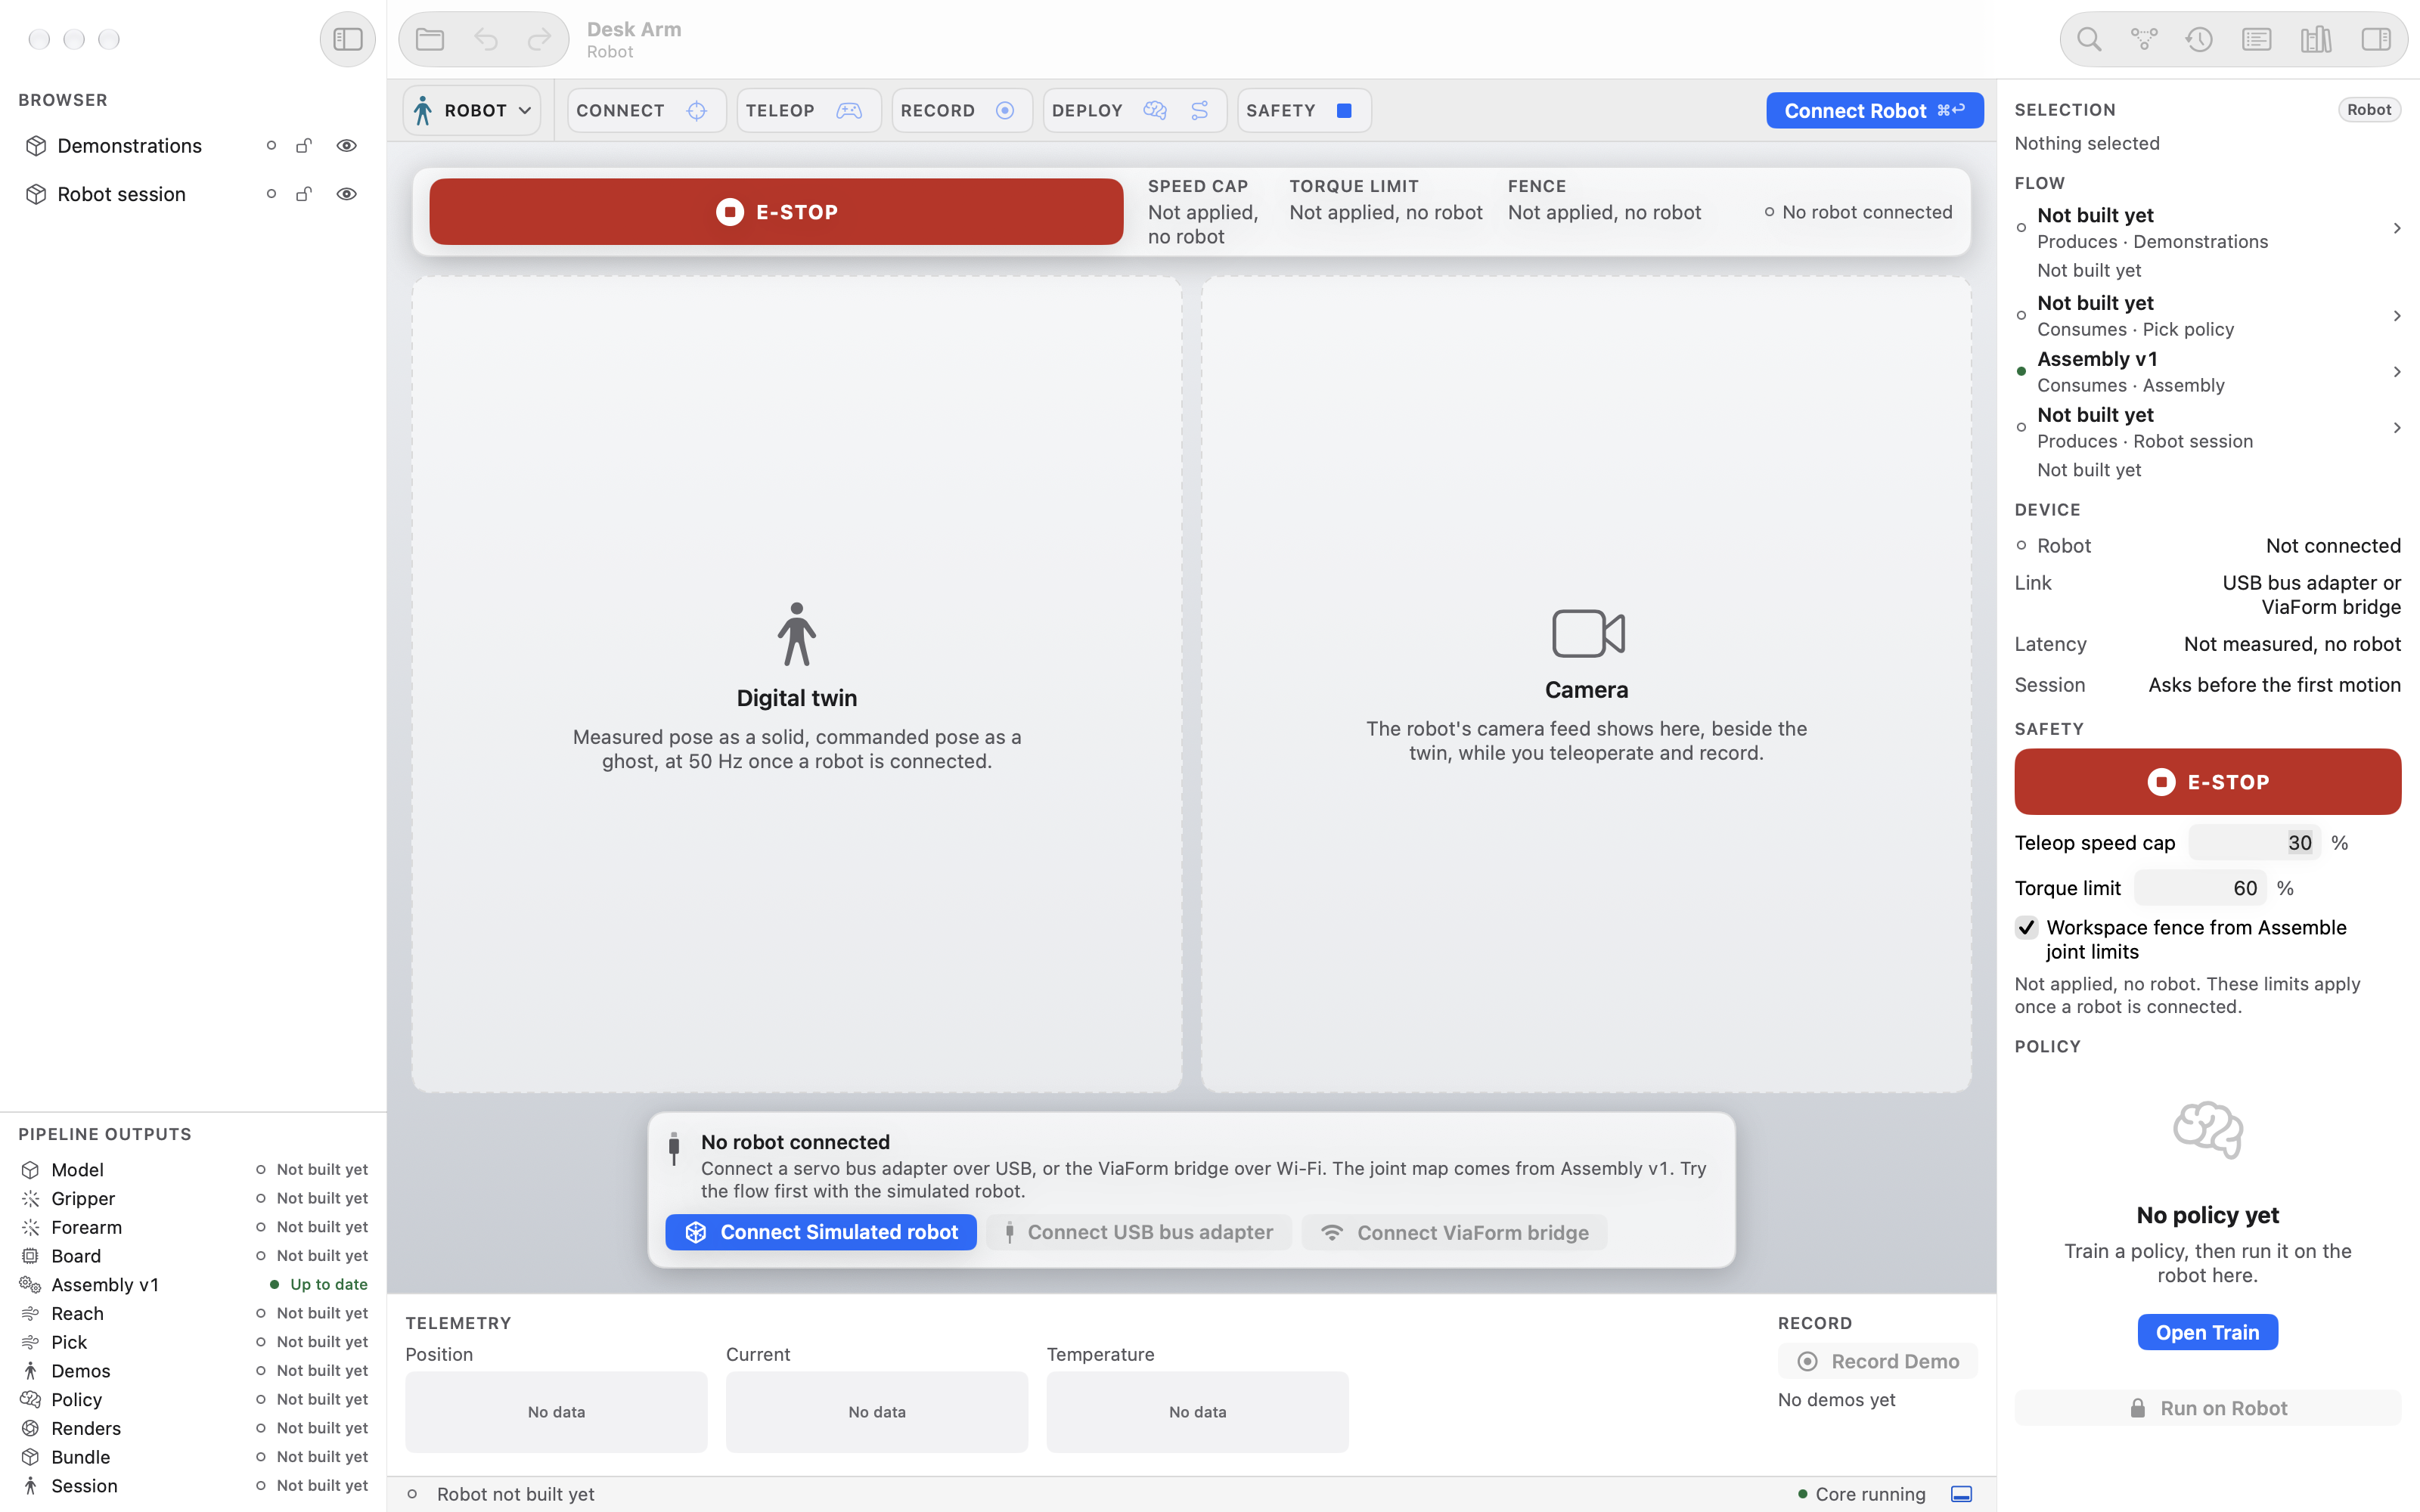 Desk Arm
Robot
BROWSER
Demonstrations
Robot session
ROBOT
CONNECT
TELEOP
RECORD
DEPLOY
SAFETY
Connect Robot ⌘↩
E-STOP
SPEED CAP
Not applied,
no robot
TORQUE LIMIT
Not applied, no robot
FENCE
Not applied, no robot
No robot connected
Digital twin
Measured pose as a solid, commanded pose as a
ghost, at 50 Hz once a robot is connected.
Camera
The robot's camera feed shows here, beside the
twin, while you teleoperate and record.
No robot connected
Connect a servo bus adapter over USB, or the ViaForm bridge over Wi-Fi. The joint map comes from Assembly v1. Try
the flow first with the simulated robot.
Connect Simulated robot
Connect USB bus adapter
Connect ViaForm bridge
PIPELINE OUTPUTS
Model Not built yet
Gripper Not built yet
Forearm Not built yet
Board Not built yet
Assembly v1 Up to date
Reach Not built yet
Pick Not built yet
Demos Not built yet
Policy Not built yet
Renders Not built yet
Bundle Not built yet
Session Not built yet
TELEMETRY
Position
No data
Current
No data
Temperature
No data
RECORD
Record Demo
No demos yet
Robot not built yet
Core running
SELECTION
Robot
Nothing selected
FLOW
Not built yet
Produces · Demonstrations
Not built yet
Not built yet
Consumes · Pick policy
Assembly v1
Consumes · Assembly
Not built yet
Produces · Robot session
Not built yet
DEVICE
Robot Not connected
Link USB bus adapter or
ViaForm bridge
Latency Not measured, no robot
Session Asks before the first motion
SAFETY
E-STOP
Teleop speed cap 30 %
Torque limit 60 %
Workspace fence from Assemble
joint limits
Not applied, no robot. These limits apply
once a robot is connected.
POLICY
No policy yet
Train a policy, then run it on the
robot here.
Open Train
Run on Robot